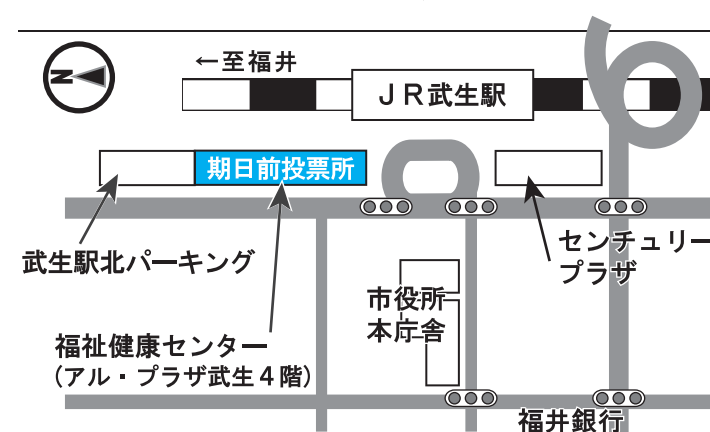 ←至福井
N
ＪＲ武生駅
期日前投票所
武生駅北パーキング
センチュリー
プラザ
市役所
本庁舎
福祉健康センター
(アル・プラザ武生４階)
福井銀行